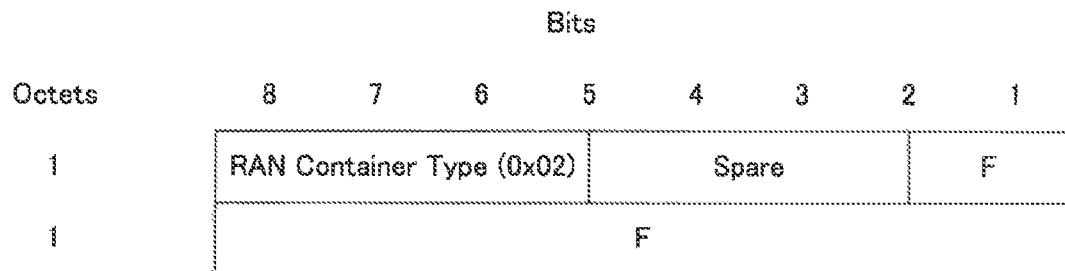 Bits
Octets 8 7 6 5 4 3 2 1
1 RAN Container Type (0x02) Spare F
1 F